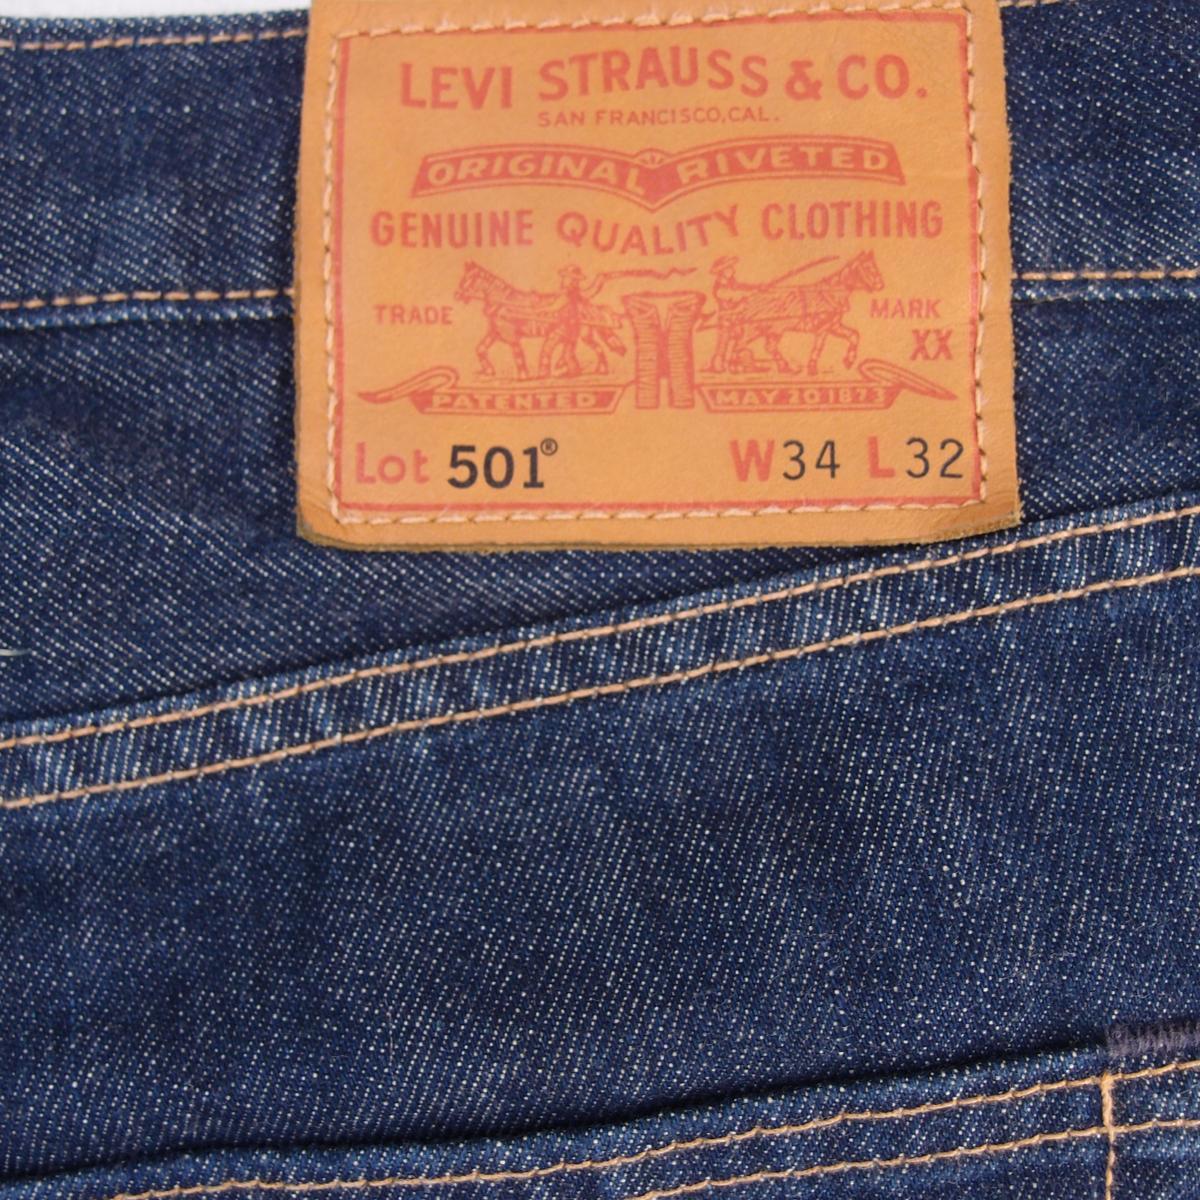 LEVI STRAUSS & CO.
SAN FRANCISCO, CAL.
ORIGINAL RIVETED
GENUINE QUALITY CLOTHING
TRADE MARK
XX
PATENTED MAY 20 1873
Lot 501® W34 L32